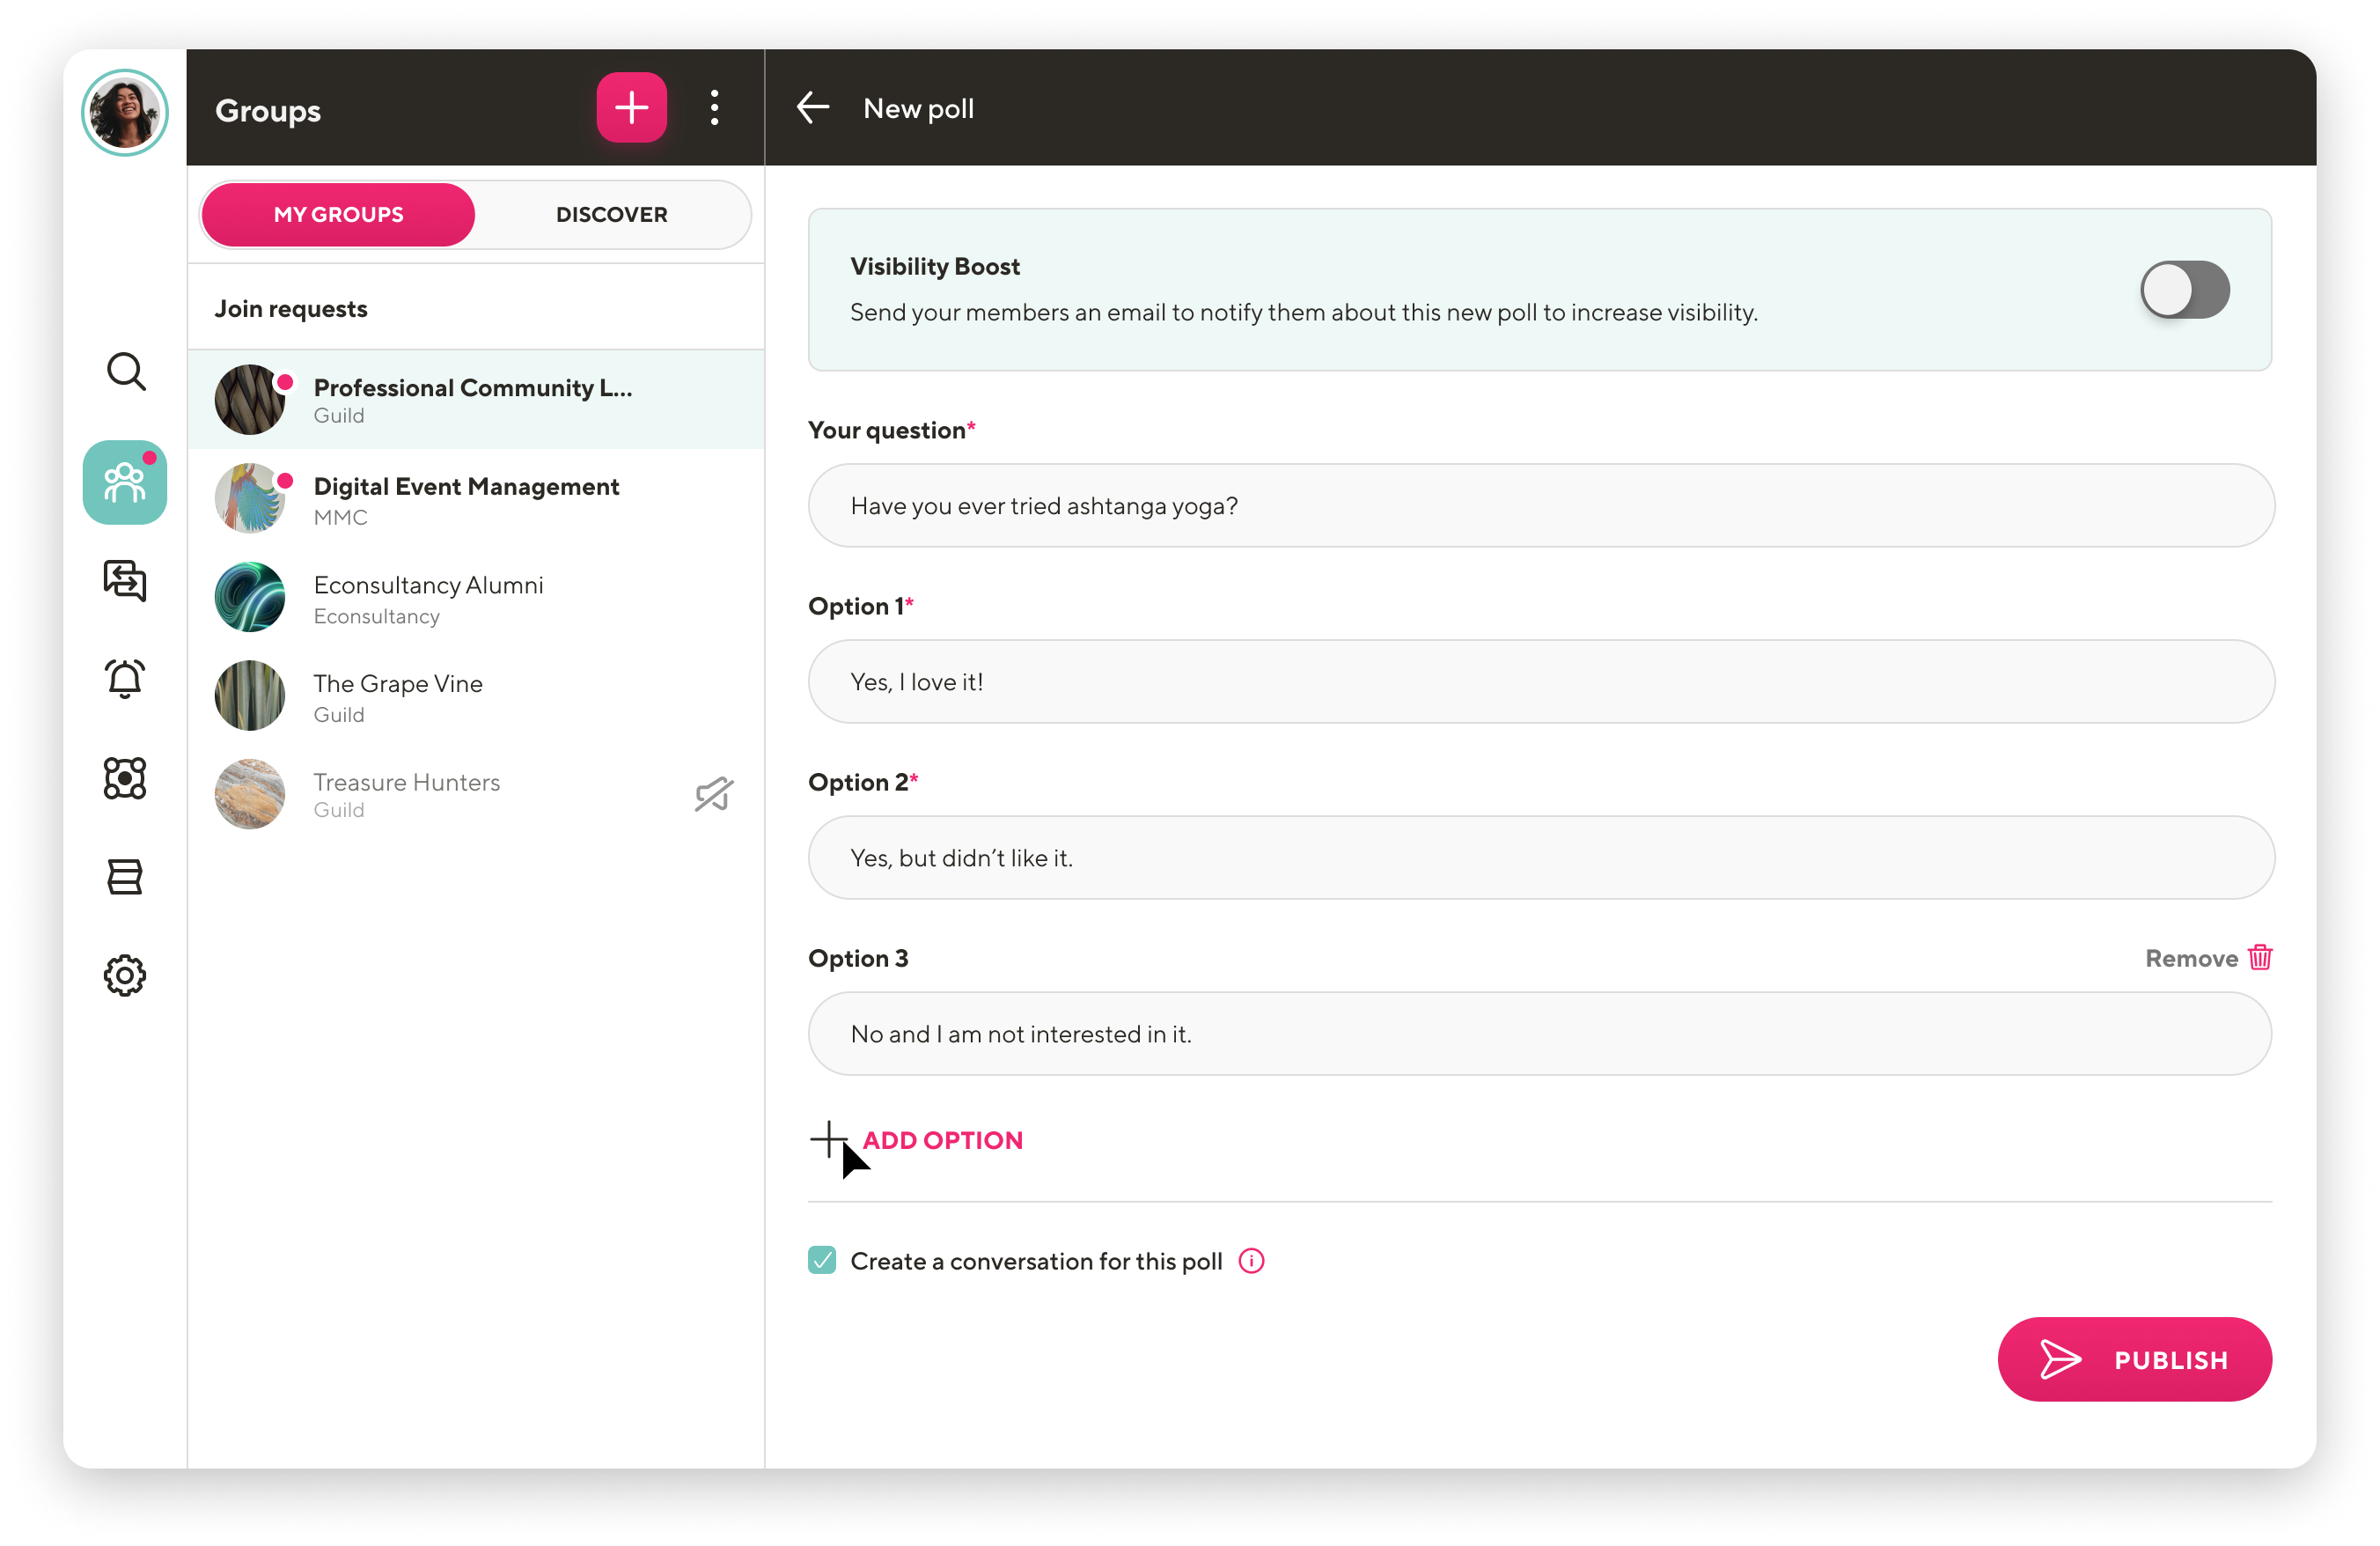 Groups
MY GROUPS
DISCOVER
Join requests
Professional Community L...
Guild
Digital Event Management
MMC
Econsultancy Alumni
Econsultancy
The Grape Vine
Guild
Treasure Hunters
Guild
New poll
Visibility Boost
Send your members an email to notify them about this new poll to increase visibility.
Your question*
Have you ever tried ashtanga yoga?
Option 1*
Yes, I love it!
Option 2*
Yes, but didn’t like it.
Option 3
Remove
No and I am not interested in it.
ADD OPTION
Create a conversation for this poll
PUBLISH